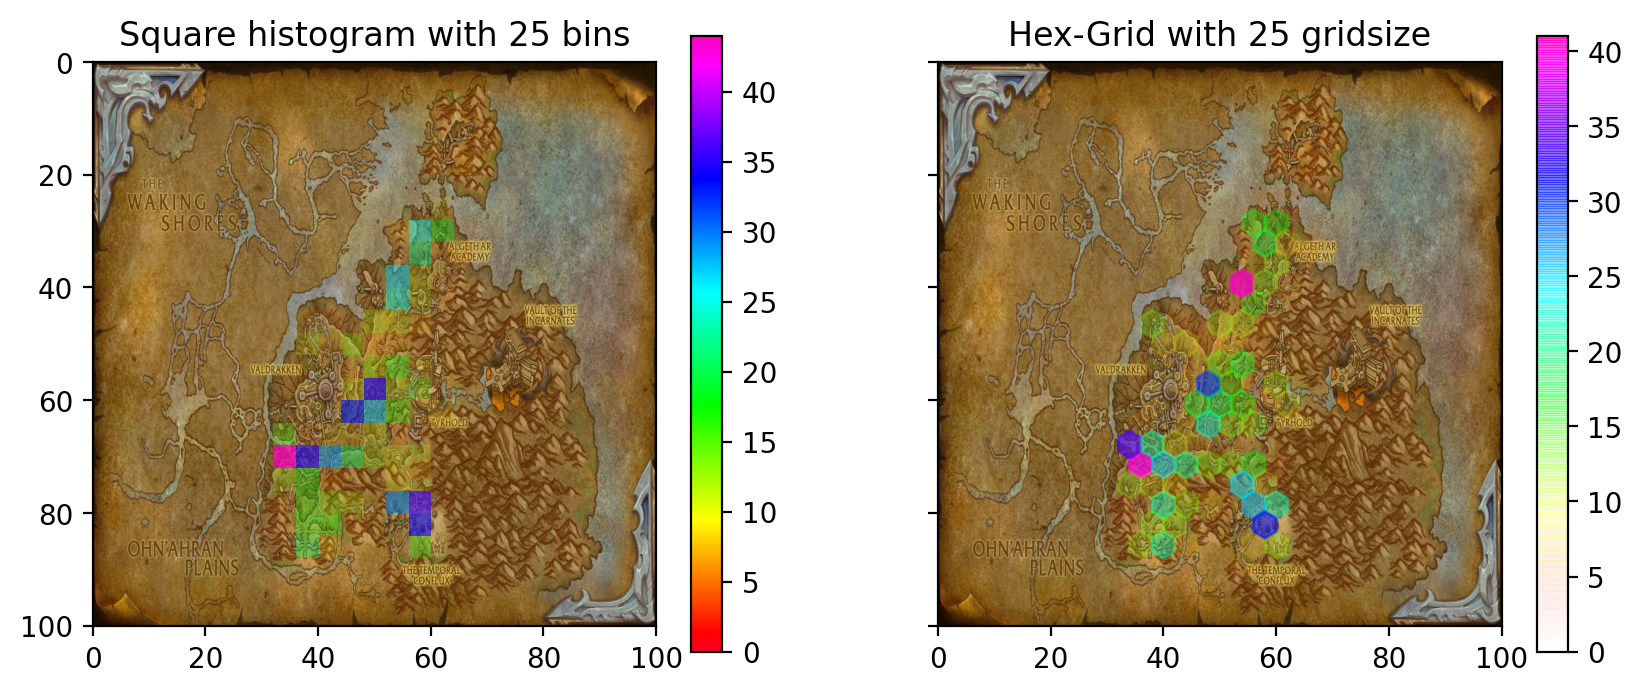 Square histogram with 25 bins
0
20
40
60
80
100
0
20
40
60
80
100
THE
WAKING
SHORES
ALGETH'AR
ACADEMY
VAULT OF THE
INCARNATES
VALDRAKKEN
TYRHOLD
OHN'AHRAN
PLAINS
THE TEMPORAL
CONFLUX
40
35
30
25
20
15
10
5
0
Hex-Grid with 25 gridsize
0
20
40
60
80
100
THE
WAKING
SHORES
ALGETH'AR
ACADEMY
VAULT OF THE
INCARNATES
VALDRAKKEN
TYRHOLD
OHN'AHRAN
PLAINS
THE TEMPORAL
CONFLUX
40
35
30
25
20
15
10
5
0